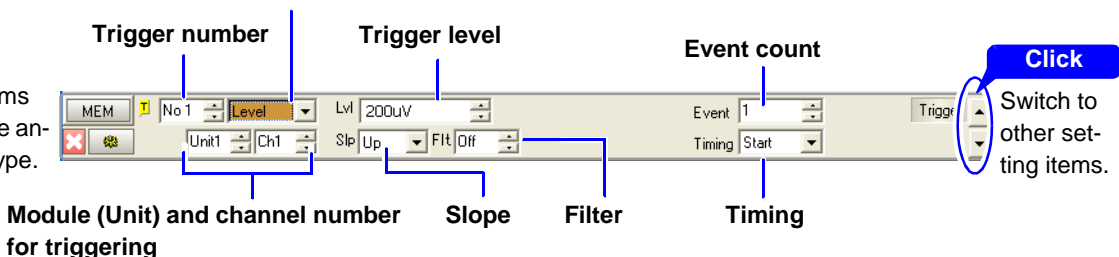 Trigger number
Trigger level
Event count
Click
ms
e an-
ype.
MEM
T
No 1
Level
Lvl
200uV
Event
1
Trigge
Unit1
Ch1
Slp
Up
Flt
Off
Timing
Start
Switch to
other set-
ting items.
Module (Unit) and channel number
for triggering
Slope
Filter
Timing